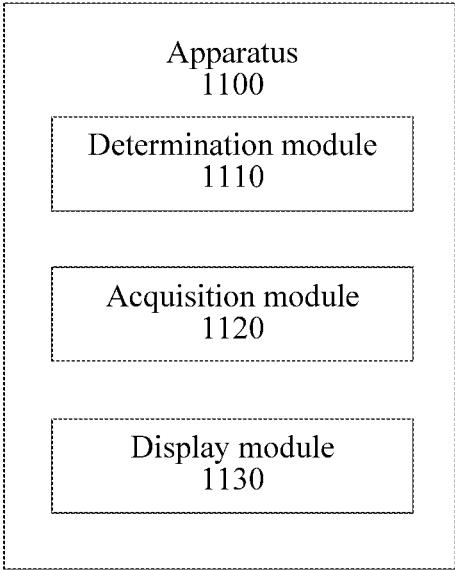 Apparatus
1100
Determination module
1110
Acquisition module
1120
Display module
1130